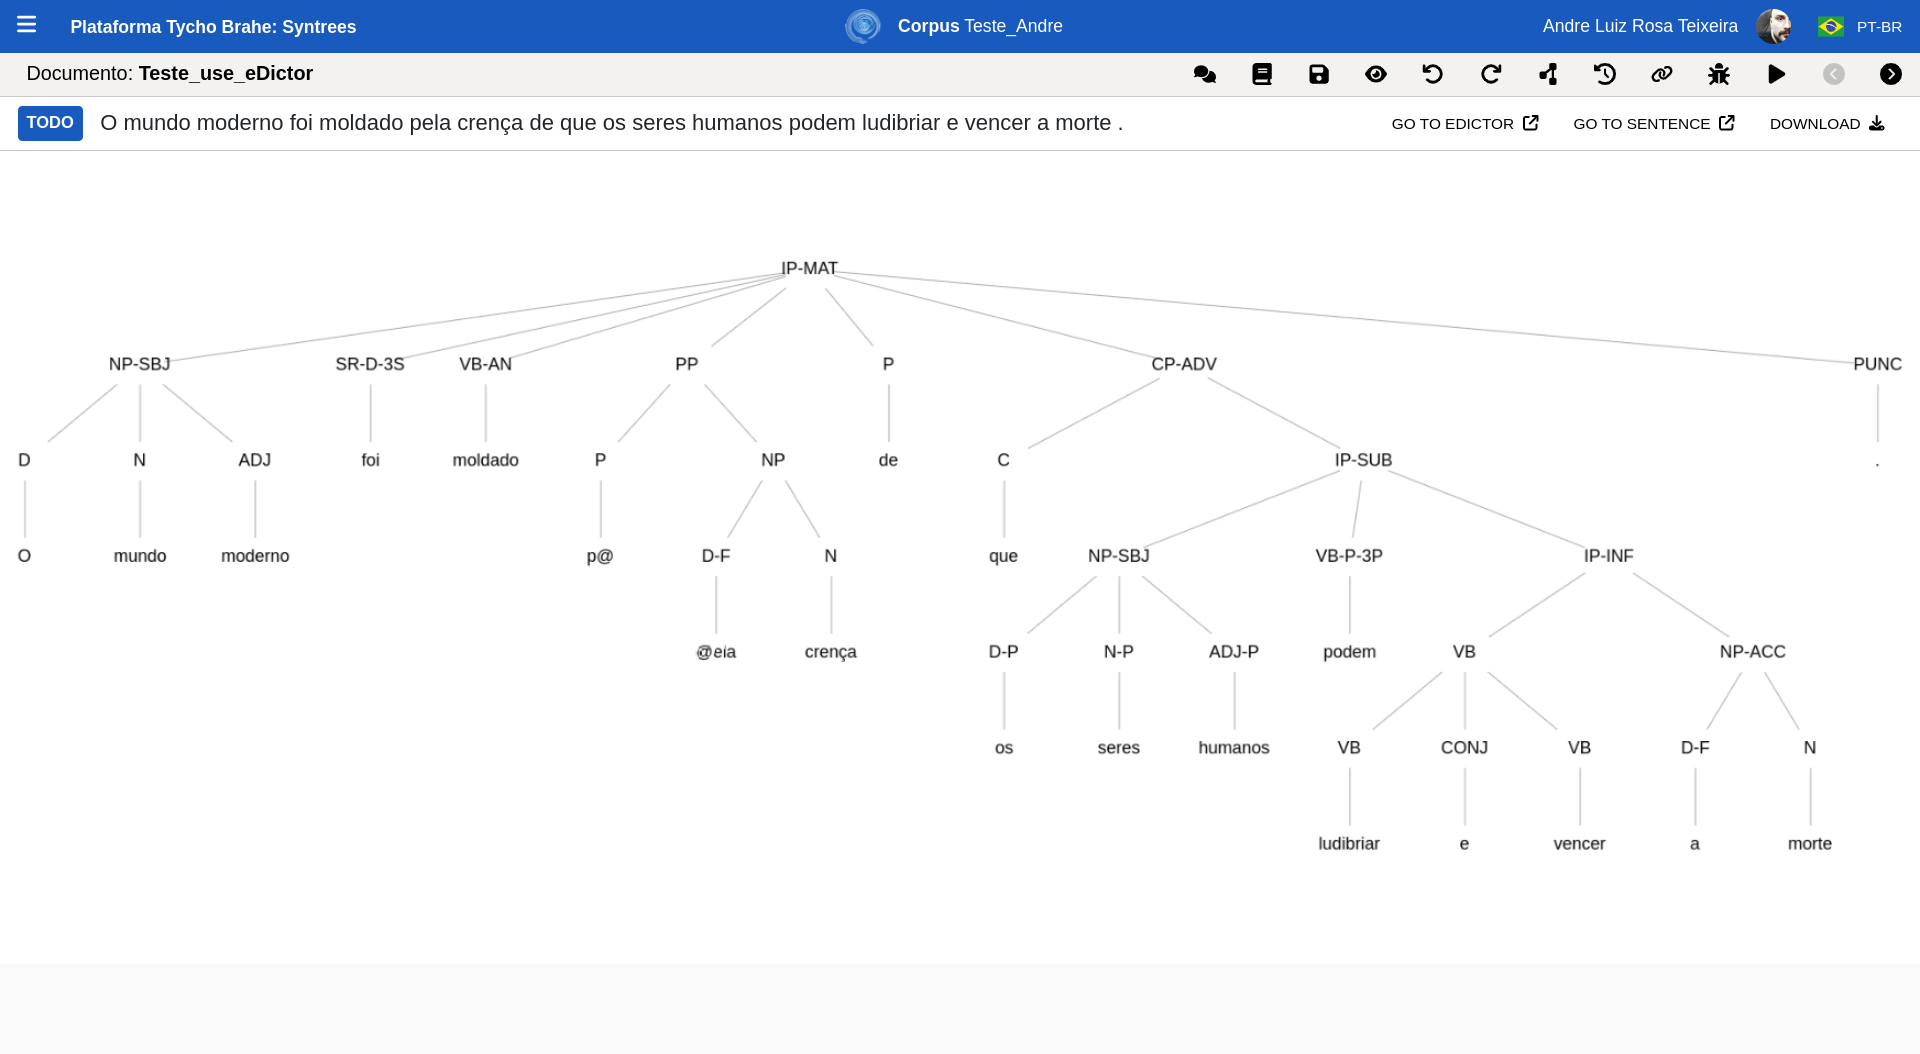 Plataforma Tycho Brahe: Syntrees
Corpus Teste_Andre
Andre Luiz Rosa Teixeira
PT-BR
Documento: Teste_use_eDictor
TODO
O mundo moderno foi moldado pela crença de que os seres humanos podem ludibriar e vencer a morte .
GO TO EDICTOR
GO TO SENTENCE
DOWNLOAD
IP-MAT
NP-SBJ SR-D-3S VB-AN PP P CP-ADV PUNC
D N ADJ foi moldado P NP de C IP-SUB .
O mundo moderno p@ D-F N que NP-SBJ VB-P-3P IP-INF
crença D-P N-P ADJ-P podem VB NP-ACC
os seres humanos VB CONJ VB D-F N
ludibriar e vencer a morte